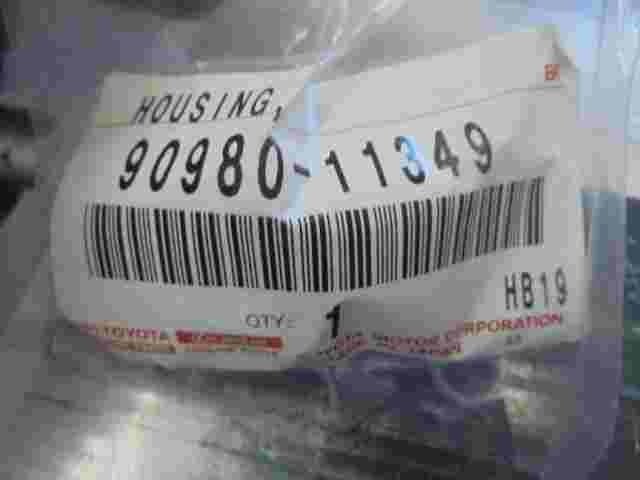 HOUSING,
90980-11349
HB19
QTY: 1
TOYOTA
MOTOR CORPORATION